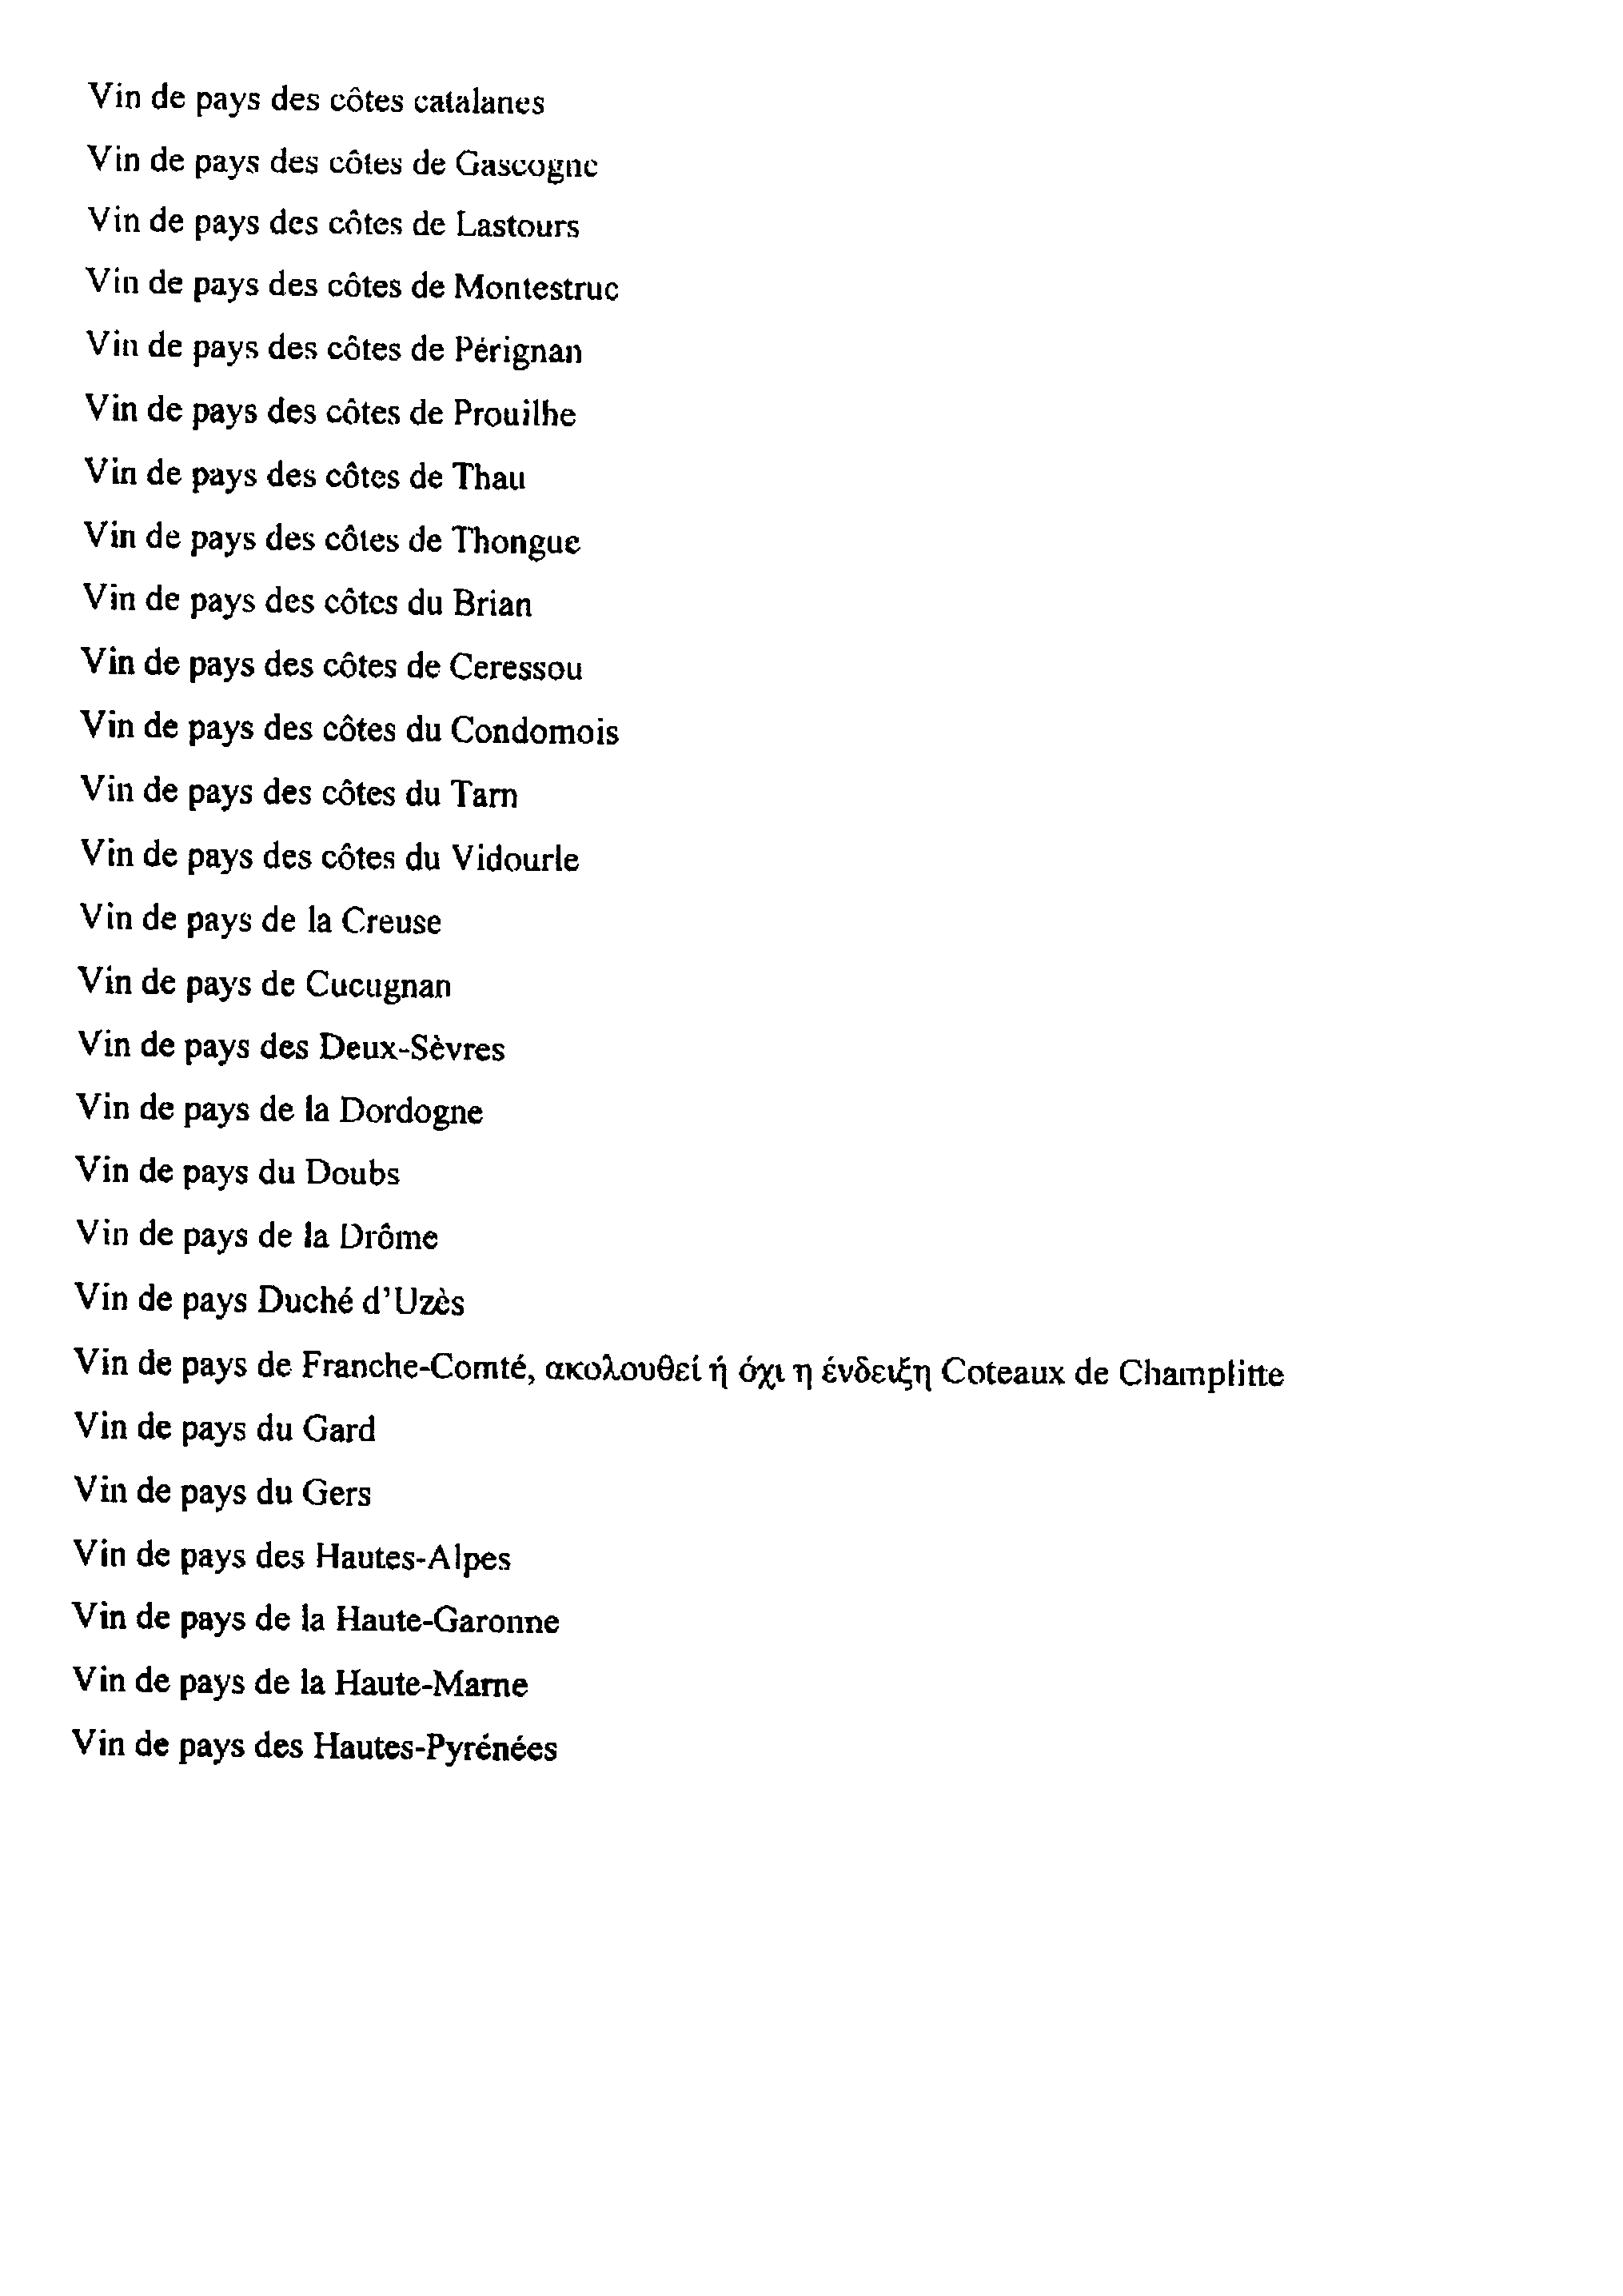 Vin de pays des côtes catalanes
Vin de pays des côtes de Gascogne
Vin de pays des côtes de Lastours
Vin de pays des côtes de Montestruc
Vin de pays des côtes de Pérignan
Vin de pays des côtes de Prouilhe
Vin de pays des côtes de Thau
Vin de pays des côtes de Thongue
Vin de pays des côtes du Brian
Vin de pays des côtes de Ceressou
Vin de pays des côtes du Condomois
Vin de pays des côtes du Tarn
Vin de pays des côtes du Vidourle
Vin de pays de la Creuse
Vin de pays de Cucugnan
Vin de pays des Deux-Sèvres
Vin de pays de la Dordogne
Vin de pays du Doubs
Vin de pays de la Drôme
Vin de pays Duché d'Uzès
Vin de pays de Franche-Comté, ακολουθεί ή όχι η ένδειξη Coteaux de Champlitte
Vin de pays du Gard
Vin de pays du Gers
Vin de pays des Hautes-Alpes
Vin de pays de la Haute-Garonne
Vin de pays de la Haute-Marne
Vin de pays des Hautes-Pyrénées